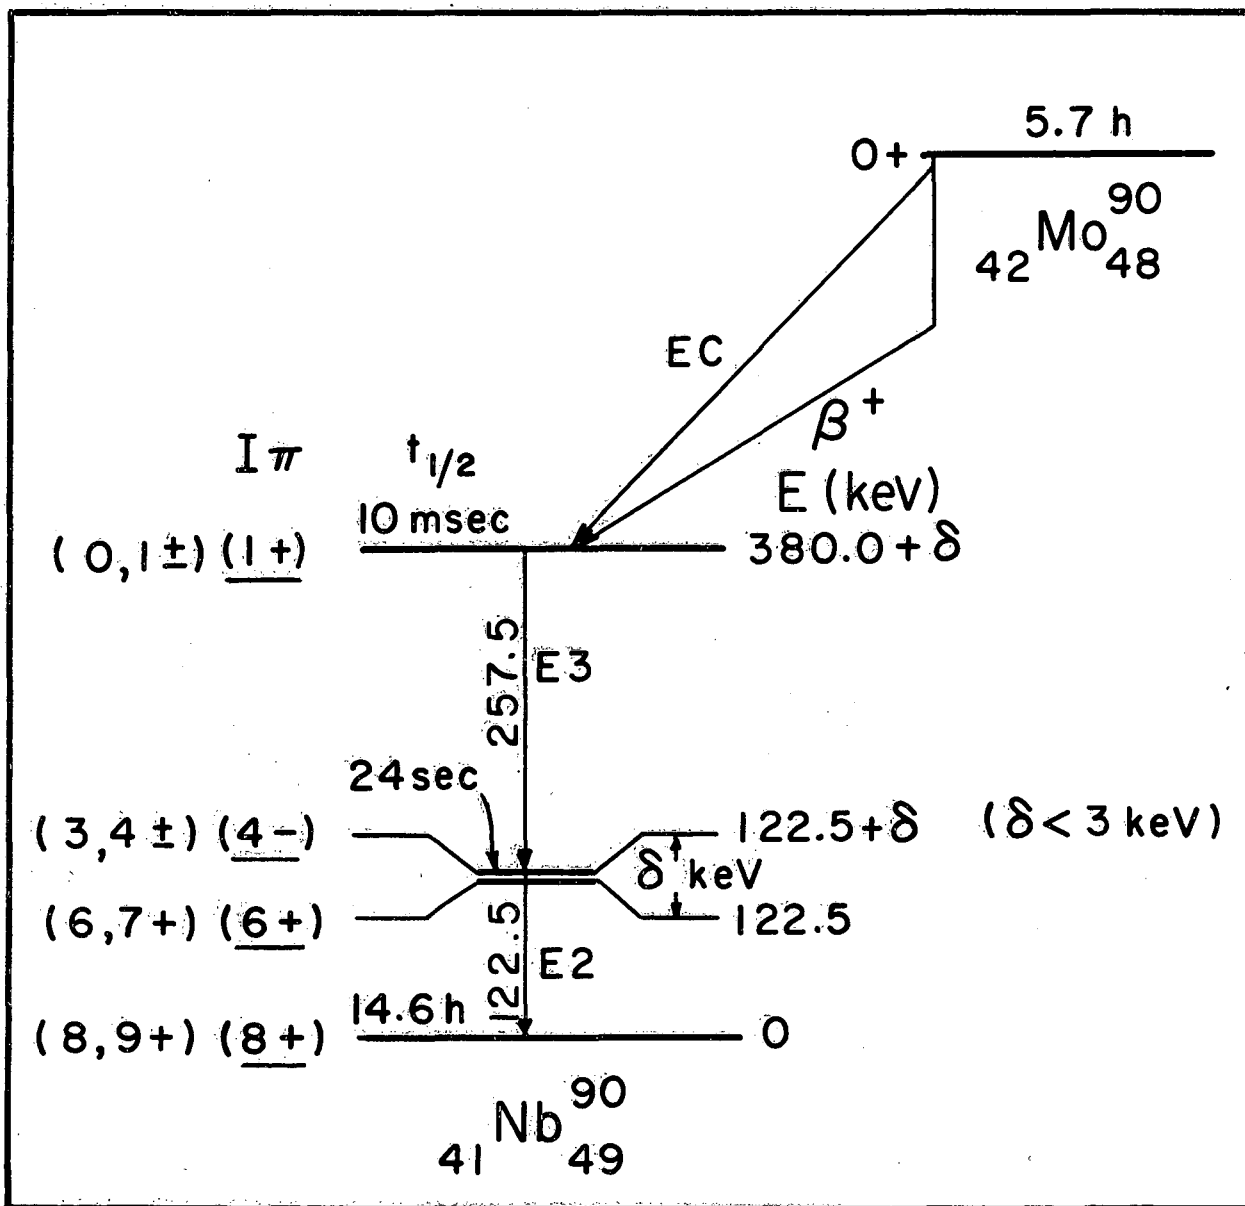 5.7 h
0+
42 Mo 90 48
EC
β+
Iπ t 1/2 E (keV)
10 msec
(0,1±) (1+) 380.0+δ
257.5 E3
24 sec
(3,4±) (4-) 122.5+δ (δ< 3 keV)
δ keV
(6,7+) (6+) 122.5
122.5 E2
14.6 h
(8,9+) (8+) 0
41 Nb 90 49